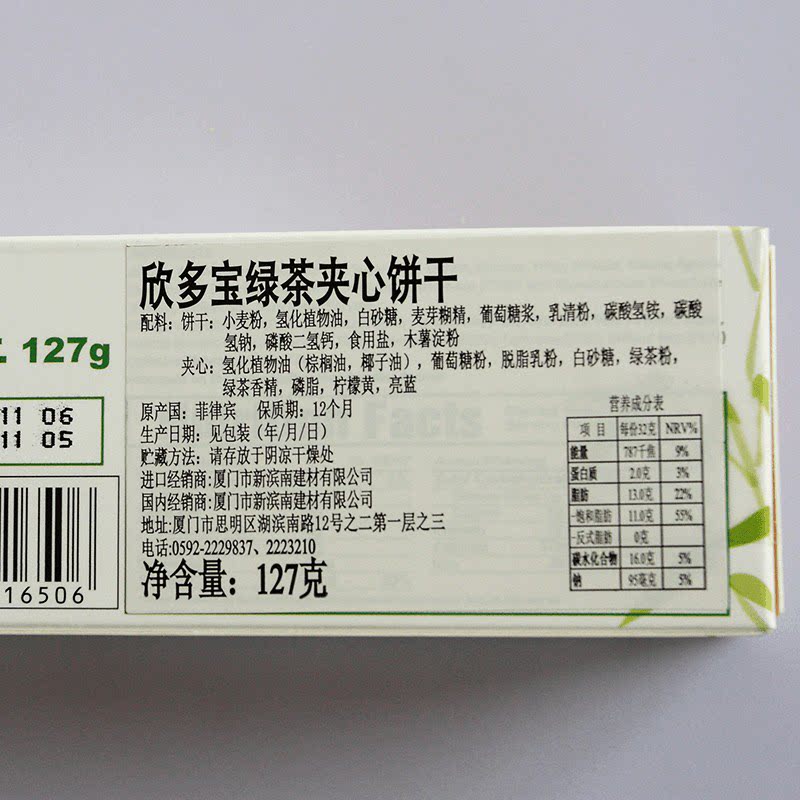 127g
11 06
11 05
16506
欣多宝绿茶夹心饼干
配料: 饼干: 小麦粉, 氢化植物油, 白砂糖, 麦芽糊精, 葡萄糖浆, 乳清粉, 碳酸氢铵, 碳酸
氢钠, 磷酸二氢钙, 食用盐, 木薯淀粉
夹心: 氢化植物油 (棕榈油, 椰子油), 葡萄糖粉, 脱脂乳粉, 白砂糖, 绿茶粉,
绿茶香精, 磷脂, 柠檬黄, 亮蓝
原产国: 菲律宾 保质期: 12个月
生产日期: 见包装 (年/月/日)
贮藏方法: 请存放于阴凉干燥处
进口经销商:厦门市新滨南建材有限公司
国内经销商:厦门市新滨南建材有限公司
地址:厦门市思明区湖滨南路12号之二第一层之三
电话:0592-2229837、2223210
净含量: 127克
营养成分表
项目 每份32克 NRV%
能量 787千焦 9%
蛋白质 2.0克 3%
脂肪 13.0克 22%
-饱和脂肪 11.0克 55%
-反式脂肪 0克
碳水化合物 16.0克 5%
钠 95毫克 5%